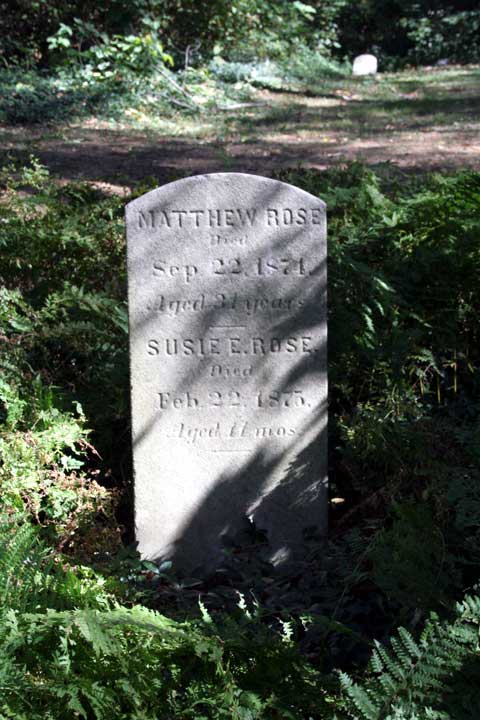 MATTHEW ROSE
Died
Sep. 22, 1874.
Aged 31 years
SUSIE E. ROSE.
Died
Feb. 22, 1875.
Aged 11 mos.